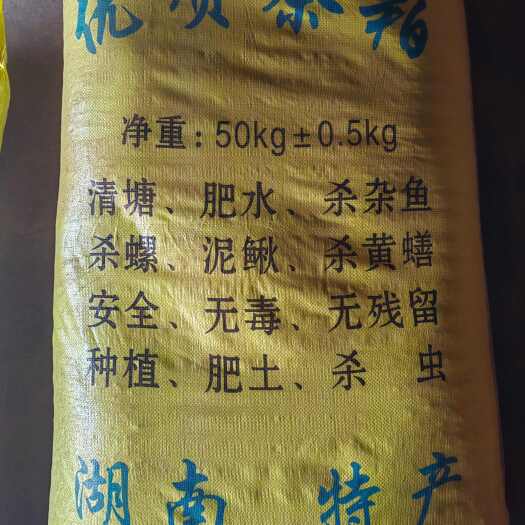 优质茶粕
净重：50kg±0.5kg
清塘、肥水、杀杂鱼
杀螺、泥鳅、杀黄蟮
安全、无毒、无残留
种植、肥土、杀虫
湖南特产